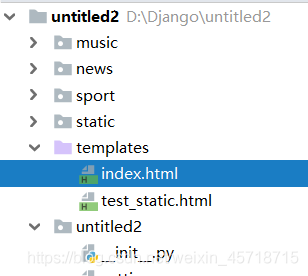 untitled2 D:\Django\untitled2
music
news
sport
static
templates
index.html
test_static.html
untitled2
__init__.py